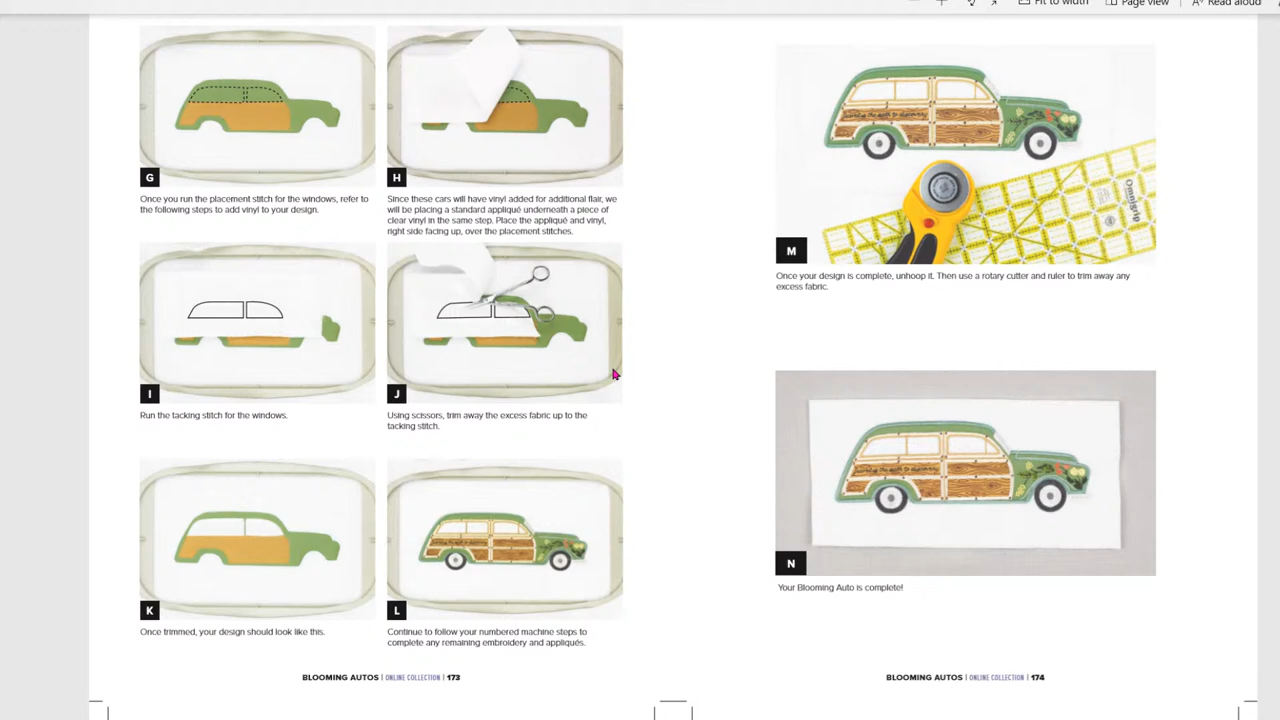 Fit to width
Page view
Read aloud
G
Once you run the placement stitch for the windows, refer to
the following steps to add vinyl to your design.
H
Since these cars will have vinyl added for additional flair, we
will be placing a standard appliqué underneath a piece of
clear vinyl in the same step. Place the appliqué and vinyl,
right side facing up, over the placement stitches.
I
Run the tacking stitch for the windows.
J
Using scissors, trim away the excess fabric up to the
tacking stitch.
K
Once trimmed, your design should look like this.
L
Continue to follow your numbered machine steps to
complete any remaining embroidery and appliqués.
BLOOMING AUTOS | ONLINE COLLECTION | 173
Omnigrip
M
Once your design is complete, unhoop it. Then use a rotary cutter and ruler to trim away any
excess fabric.
N
Your Blooming Auto is complete!
BLOOMING AUTOS | ONLINE COLLECTION | 174